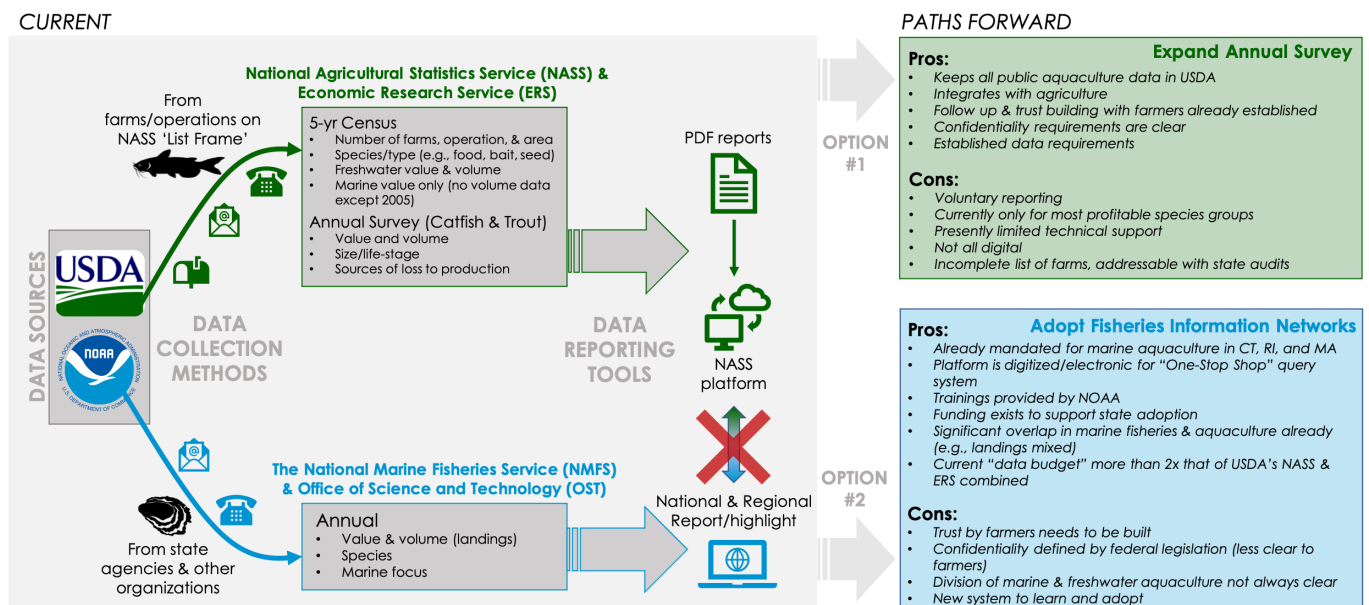 CURRENT
National Agricultural Statistics Service (NASS) &
Economic Research Service (ERS)
From
farms/operations on
NASS ‘List Frame’
5-yr Census
• Number of farms, operation, & area
• Species/type (e.g., food, bait, seed)
• Freshwater value & volume
• Marine value only (no volume data
except 2005)
Annual Survey (Catfish & Trout)
• Value and volume
• Size/life-stage
• Sources of loss to production
PDF reports
NASS
platform
DATA SOURCES
USDA
NATIONAL OCEANIC AND ATMOSPHERIC ADMINISTRATION
NOAA
U.S. DEPARTMENT OF COMMERCE
DATA
COLLECTION
METHODS
DATA
REPORTING
TOOLS
The National Marine Fisheries Service (NMFS)
& Office of Science and Technology (OST)
From state
agencies & other
organizations
Annual
• Value & volume (landings)
• Species
• Marine focus
National & Regional
Report/highlight
OPTION
#1
OPTION
#2
PATHS FORWARD
Expand Annual Survey
Pros:
• Keeps all public aquaculture data in USDA
• Integrates with agriculture
• Follow up & trust building with farmers already established
• Confidentiality requirements are clear
• Established data requirements
Cons:
• Voluntary reporting
• Currently only for most profitable species groups
• Presently limited technical support
• Not all digital
• Incomplete list of farms, addressable with state audits
Adopt Fisheries Information Networks
Pros:
• Already mandated for marine aquaculture in CT, RI, and MA
• Platform is digitized/electronic for “One-Stop Shop” query
system
• Trainings provided by NOAA
• Funding exists to support state adoption
• Significant overlap in marine fisheries & aquaculture already
(e.g., landings mixed)
• Current “data budget” more than 2x that of USDA’s NASS &
ERS combined
Cons:
• Trust by farmers needs to be built
• Confidentiality defined by federal legislation (less clear to
farmers)
• Division of marine & freshwater aquaculture not always clear
• New system to learn and adopt